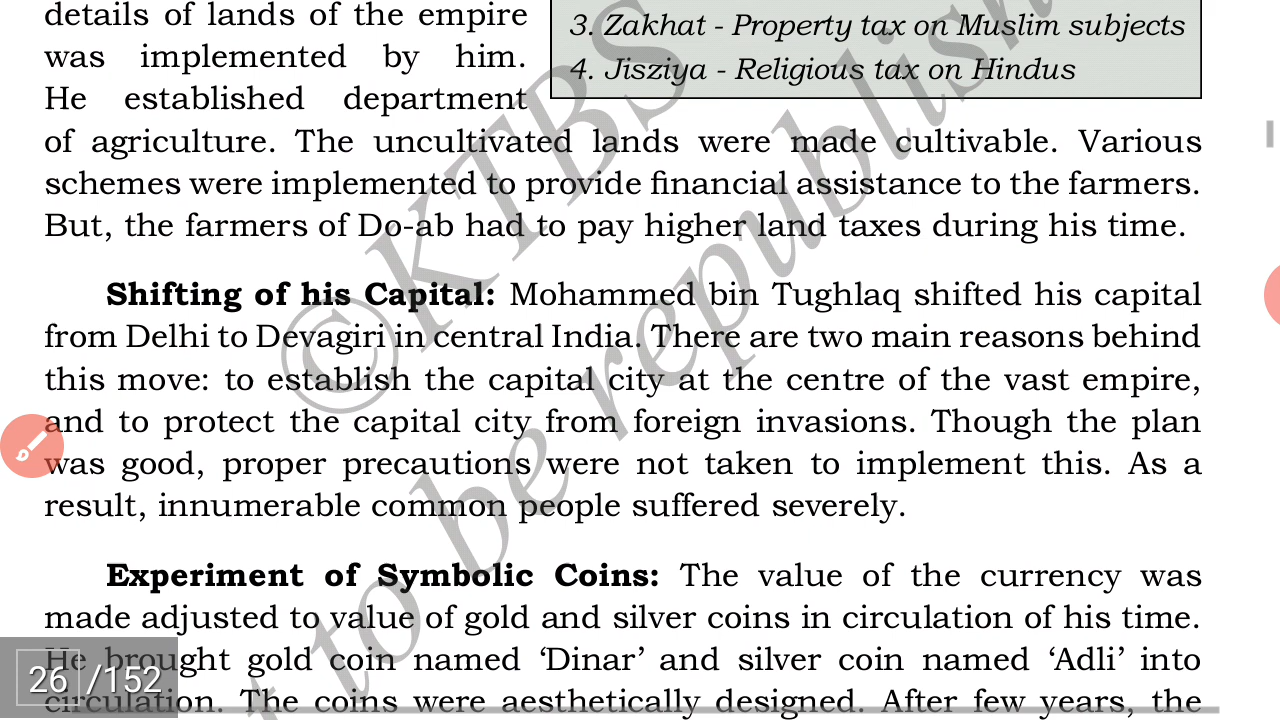 details of lands of the empire
was implemented by him.
He established department
3. Zakhat - Property tax on Muslim subjects
4. Jisziya - Religious tax on Hindus
of agriculture. The uncultivated lands were made cultivable. Various
schemes were implemented to provide financial assistance to the farmers.
But, the farmers of Do-ab had to pay higher land taxes during his time.
Shifting of his Capital: Mohammed bin Tughlaq shifted his capital
from Delhi to Devagiri in central India. There are two main reasons behind
this move: to establish the capital city at the centre of the vast empire,
and to protect the capital city from foreign invasions. Though the plan
was good, proper precautions were not taken to implement this. As a
result, innumerable common people suffered severely.
Experiment of Symbolic Coins: The value of the currency was
made adjusted to value of gold and silver coins in circulation of his time.
He brought gold coin named ‘Dinar’ and silver coin named ‘Adli’ into
circulation. The coins were aesthetically designed. After few years, the
26 /152
©KTBS
to be republish